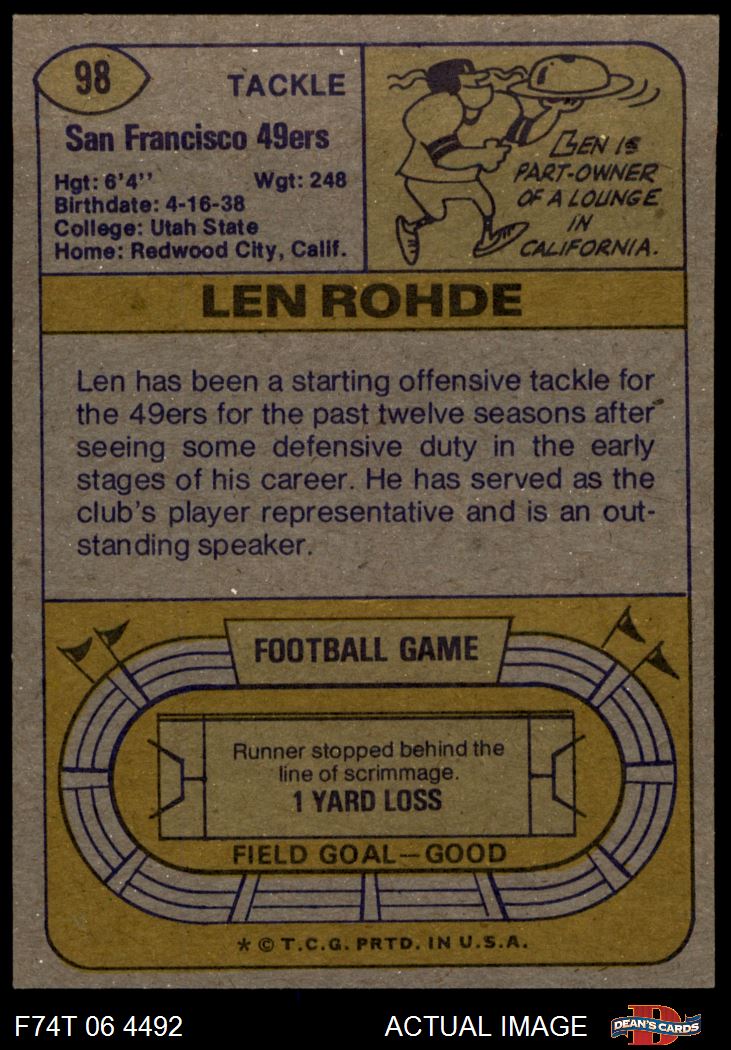 98
TACKLE
San Francisco 49ers
Hgt: 6'4'' Wgt: 248
Birthdate: 4-16-38
College: Utah State
Home: Redwood City, Calif.
LEN IS
PART-OWNER
OF A LOUNGE
IN
CALIFORNIA.
LEN ROHDE
Len has been a starting offensive tackle for
the 49ers for the past twelve seasons after
seeing some defensive duty in the early
stages of his career. He has served as the
club's player representative and is an out-
standing speaker.
FOOTBALL GAME
Runner stopped behind the
line of scrimmage.
1 YARD LOSS
FIELD GOAL—GOOD
* © T.C.G. PRTD. IN U.S.A.
F74T 06 4492 ACTUAL IMAGE
D
DEAN'S CARDS